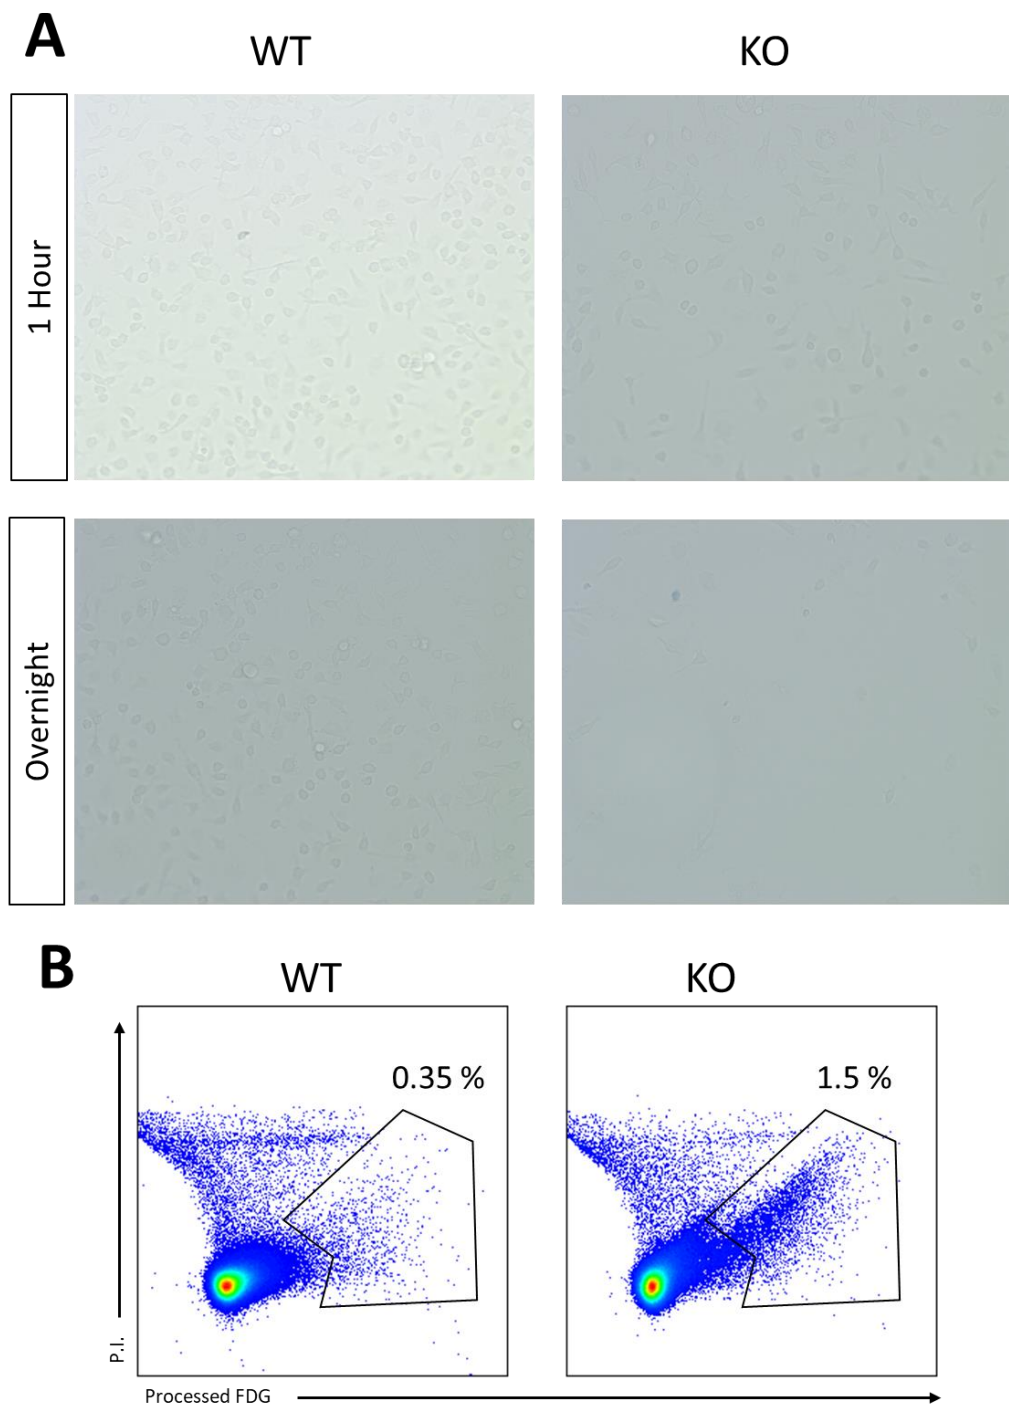 A
WT
KO
1 Hour
Overnight
B
WT
KO
0.35 %
1.5 %
P.I.
Processed FDG